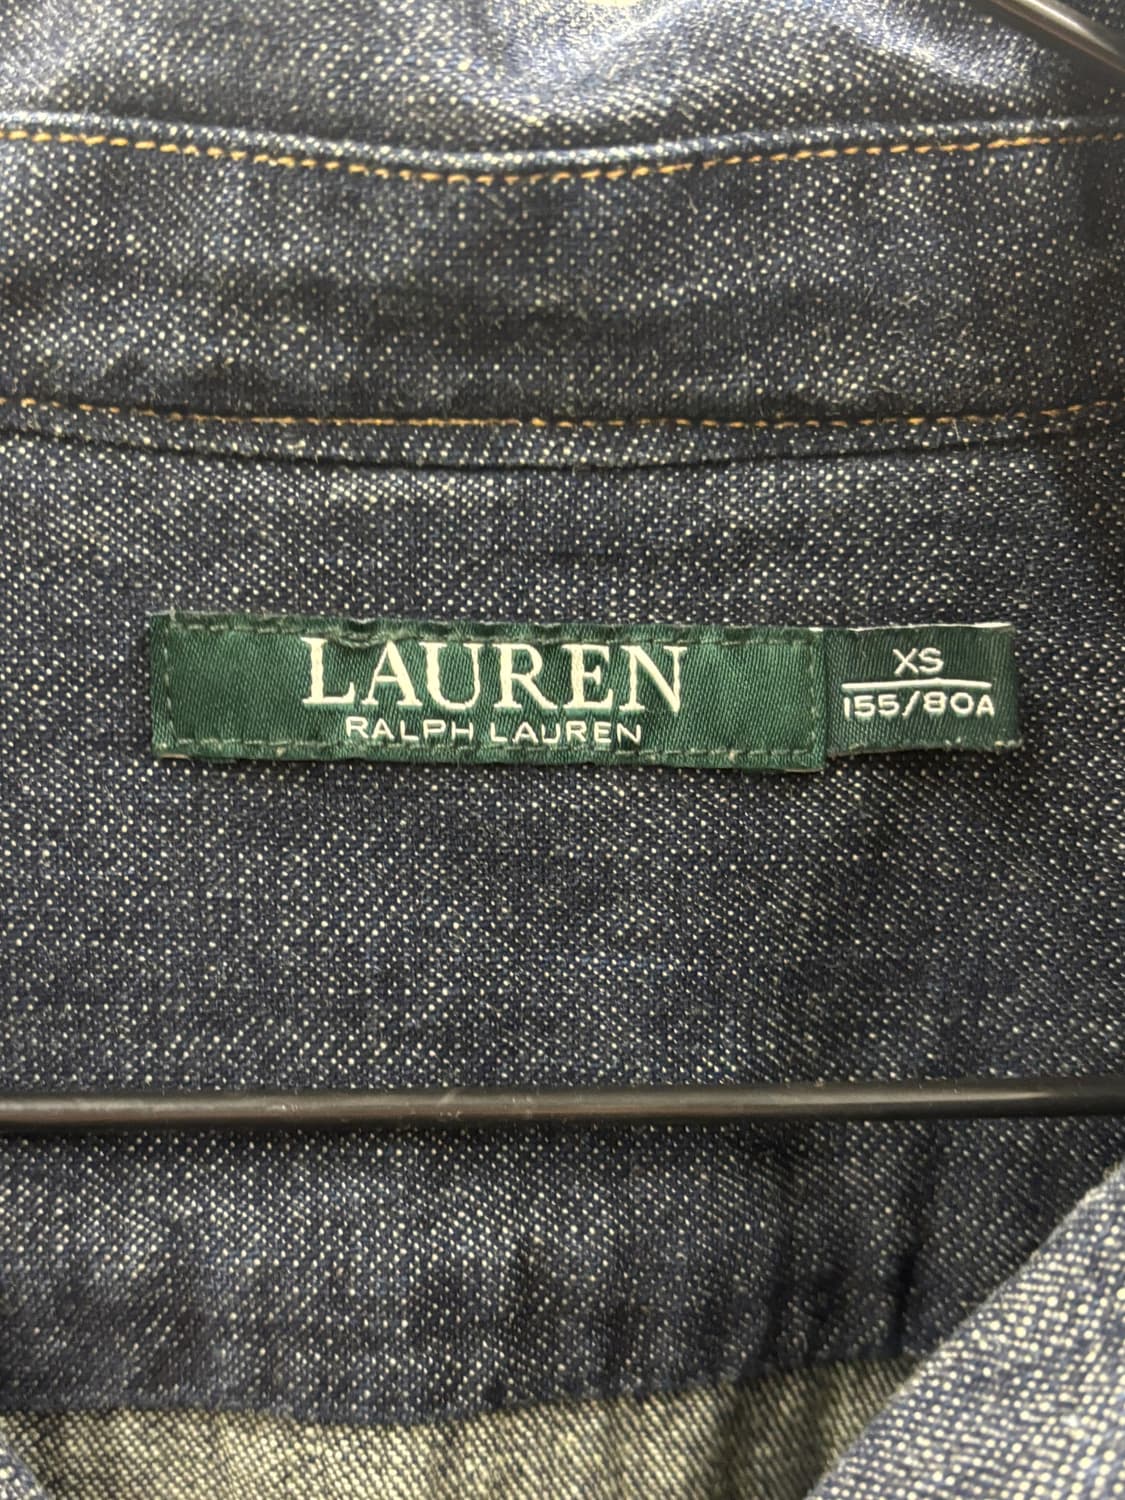 LAUREN
RALPH LAUREN
XS
155/80A